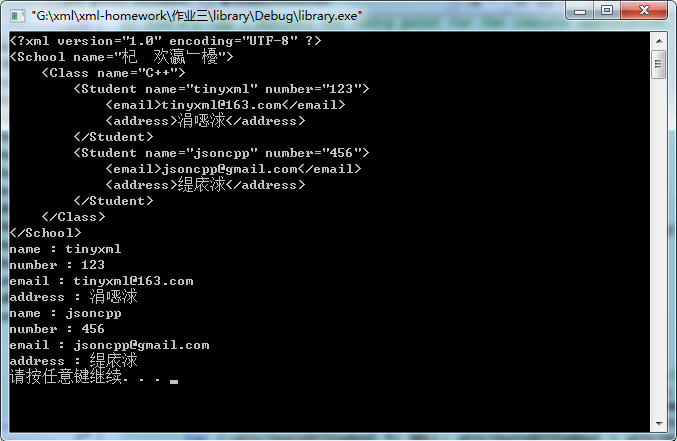 "G:\xml\xml-homework\作业三\library\Debug\library.exe"
<?xml version="1.0" encoding="UTF-8" ?>
<School name="杞  欢瀛﹂櫌">
    <Class name="C++">
        <Student name="tinyxml" number="123">
            <email>tinyxml@163.com</email>
            <address>涓浗</address>
        </Student>
        <Student name="jsoncpp" number="456">
            <email>jsoncpp@gmail.com</email>
            <address>缇庡浗</address>
        </Student>
    </Class>
</School>
name : tinyxml
number : 123
email : tinyxml@163.com
address : 涓浗
name : jsoncpp
number : 456
email : jsoncpp@gmail.com
address : 缇庡浗
请按任意键继续. . .